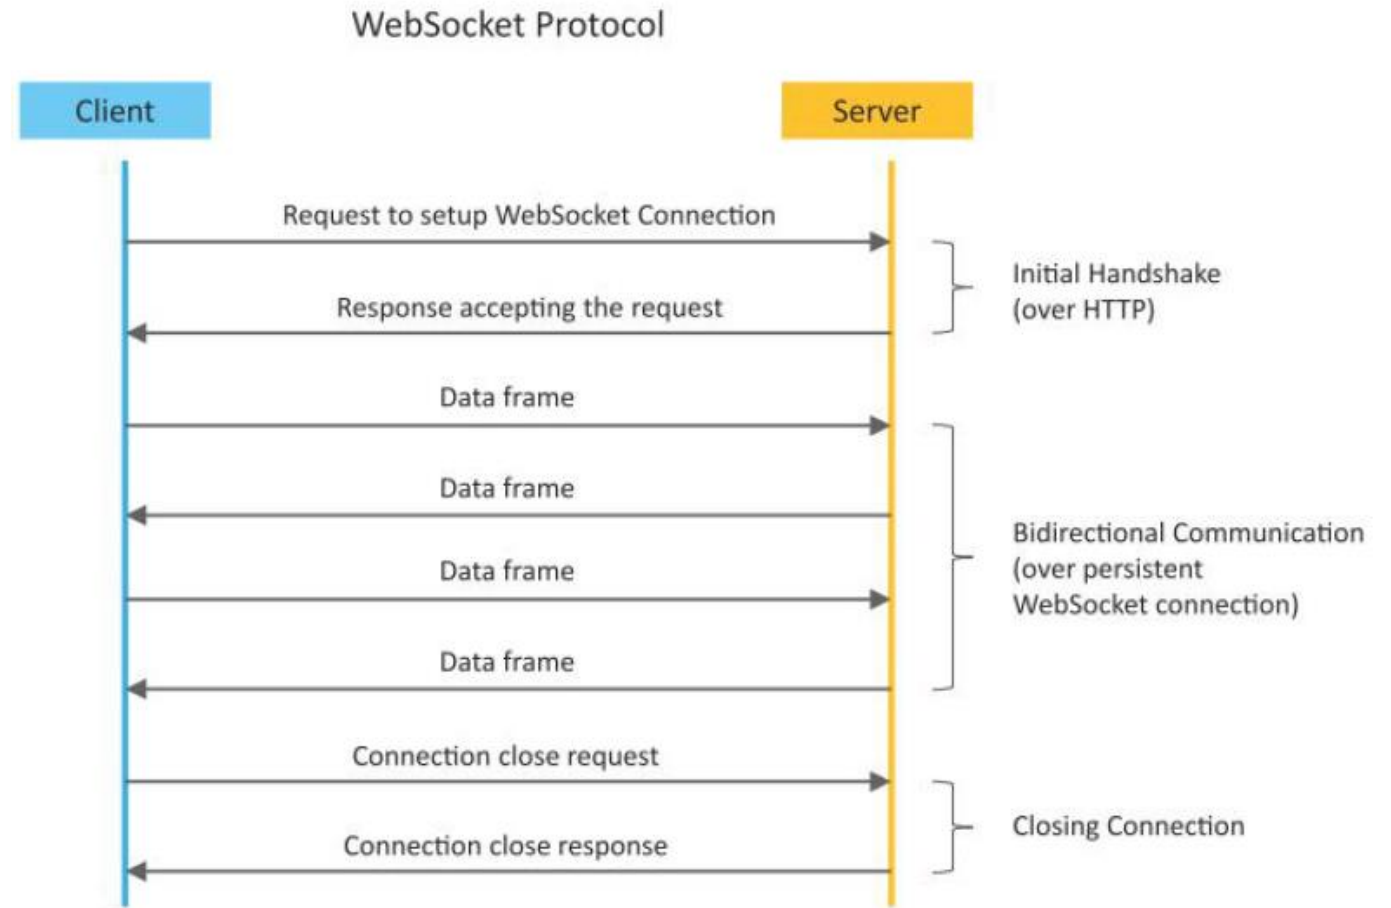 WebSocket Protocol
Client
Server
Request to setup WebSocket Connection
Response accepting the request
Initial Handshake
(over HTTP)
Data frame
Data frame
Data frame
Data frame
Bidirectional Communication
(over persistent
WebSocket connection)
Connection close request
Connection close response
Closing Connection